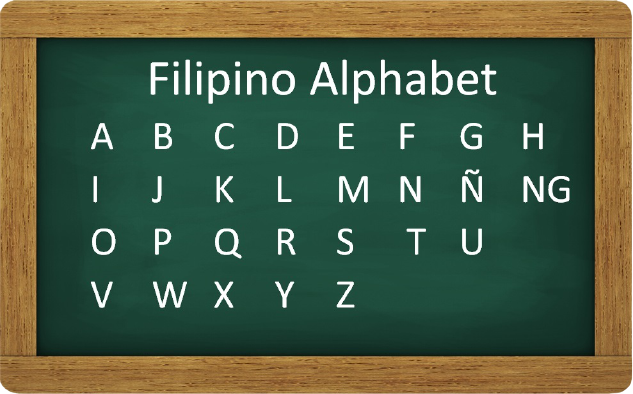 Filipino Alphabet
A B C D E F G H
I J K L M N Ñ NG
O P Q R S T U
V W X Y Z